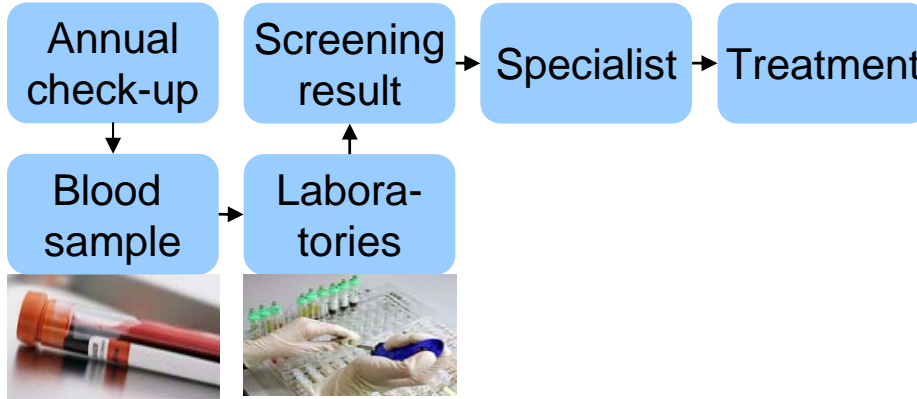 Annual
check-up
Blood
sample
Labora-
tories
Screening
result
Specialist
Treatment